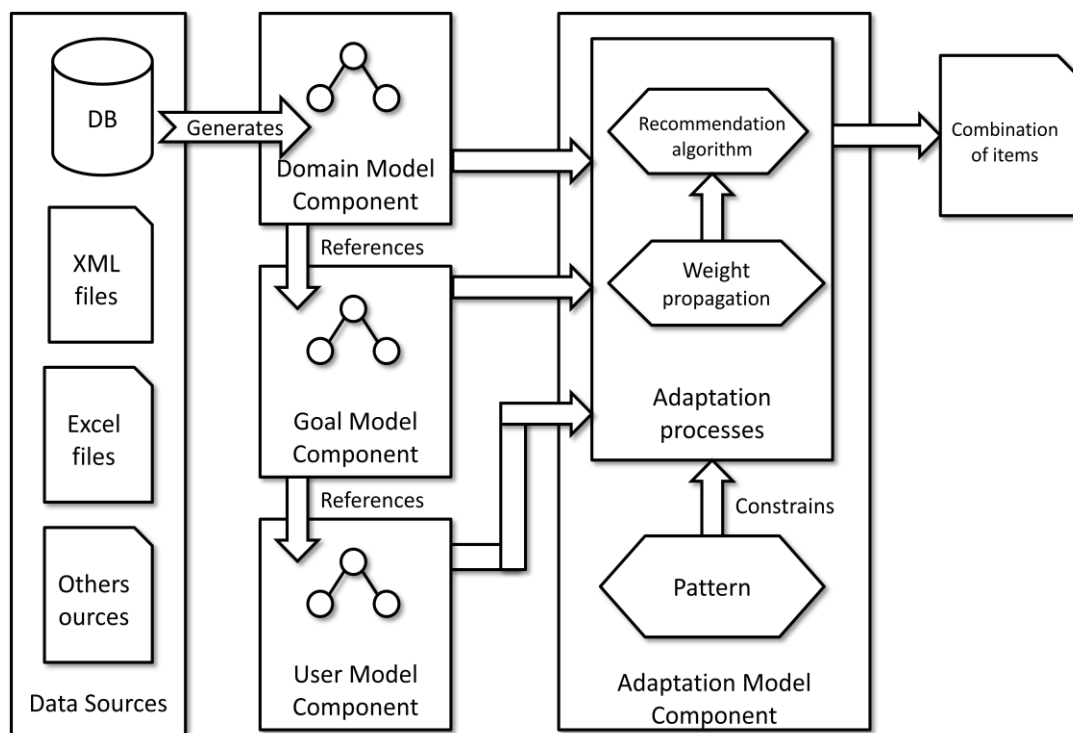 DB
XML
files
Excel
files
Others
ources
Data Sources
Generates
Domain Model
Component
References
Goal Model
Component
References
User Model
Component
Recommendation
algorithm
Weight
propagation
Adaptation
processes
Constrains
Pattern
Adaptation Model
Component
Combination
of items